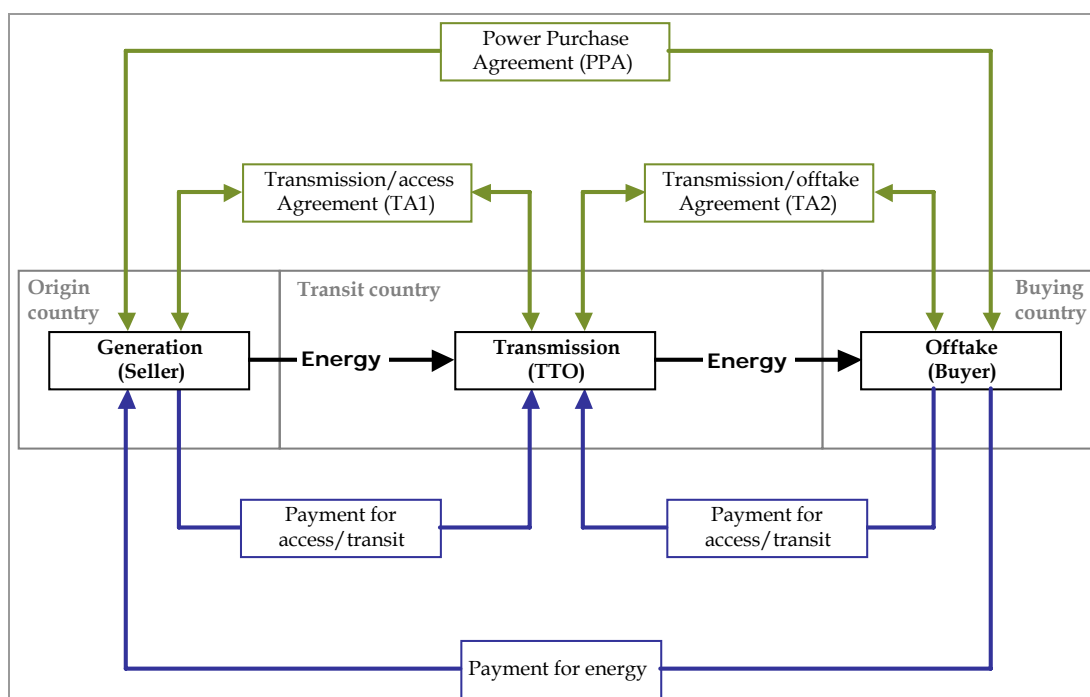 Power Purchase
Agreement (PPA)
Transmission/access
Agreement (TA1)
Transmission/offtake
Agreement (TA2)
Origin
country
Transit country
Buying
country
Generation
(Seller)
Energy
Transmission
(TTO)
Energy
Offtake
(Buyer)
Payment for
access/transit
Payment for
access/transit
Payment for energy